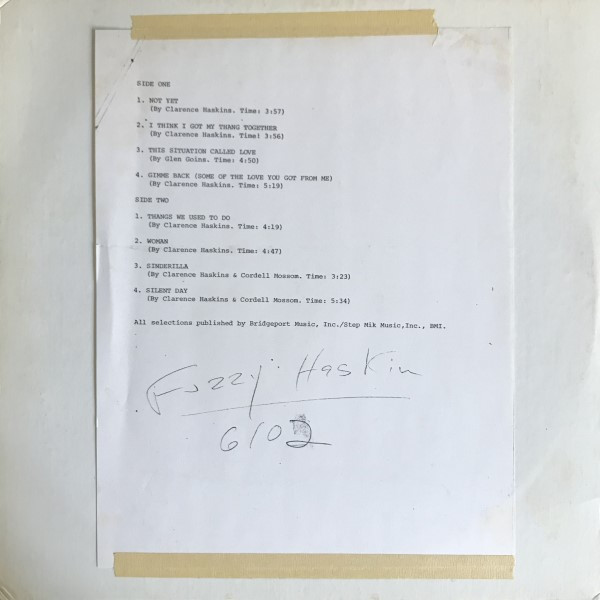 SIDE ONE
1. NOT YET
(By Clarence Haskins. Time: 3:57)
2. I THINK I GOT MY THANG TOGETHER
(By Clarence Haskins. Time: 3:56)
3. THIS SITUATION CALLED LOVE
(By Glen Goins. Time: 4:50)
4. GIMME BACK (SOME OF THE LOVE YOU GOT FROM ME)
(By Clarence Haskins. Time: 5:19)
SIDE TWO
1. THANGS WE USED TO DO
(By Clarence Haskins. Time: 4:19)
2. WOMAN
(By Clarence Haskins. Time: 4:47)
3. SINDERILLA
(By Clarence Haskins & Cordell Mossom. Time: 3:23)
4. SILENT DAY
(By Clarence Haskins & Cordell Mossom. Time: 5:34)
All selections published by Bridgeport Music, Inc./Step Mik Music,Inc., BMI.
Fuzzy Haskin
6102